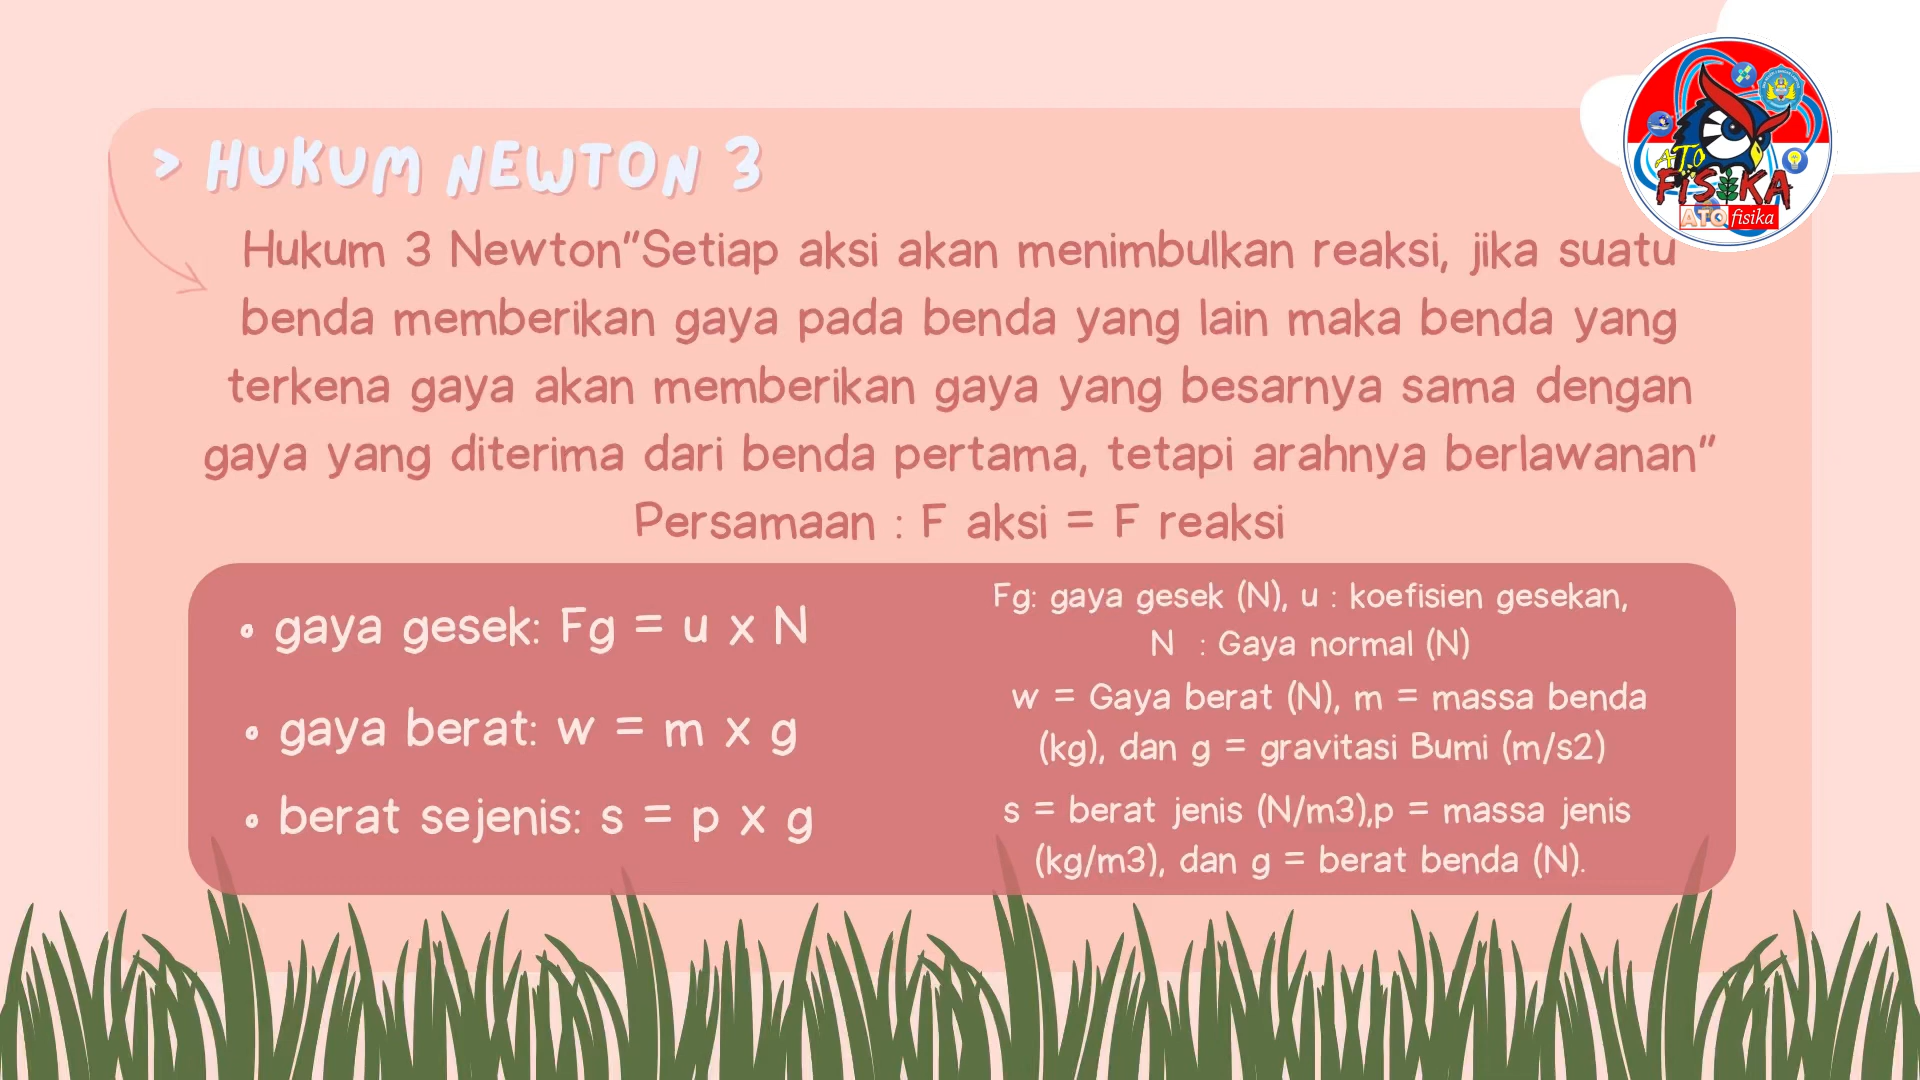 > HUKUM NEWTON 3
ATO
FISIKA
ATO fisika
Hukum 3 Newton"Setiap aksi akan menimbulkan reaksi, jika suatu
benda memberikan gaya pada benda yang lain maka benda yang
terkena gaya akan memberikan gaya yang besarnya sama dengan
gaya yang diterima dari benda pertama, tetapi arahnya berlawanan"
Persamaan : F aksi = F reaksi
• gaya gesek: Fg = u x N
Fg: gaya gesek (N), u : koefisien gesekan,
N : Gaya normal (N)
• gaya berat: w = m x g
w = Gaya berat (N), m = massa benda
(kg), dan g = gravitasi Bumi (m/s2)
• berat sejenis: s = p x g
s = berat jenis (N/m3),p = massa jenis
(kg/m3), dan g = berat benda (N).